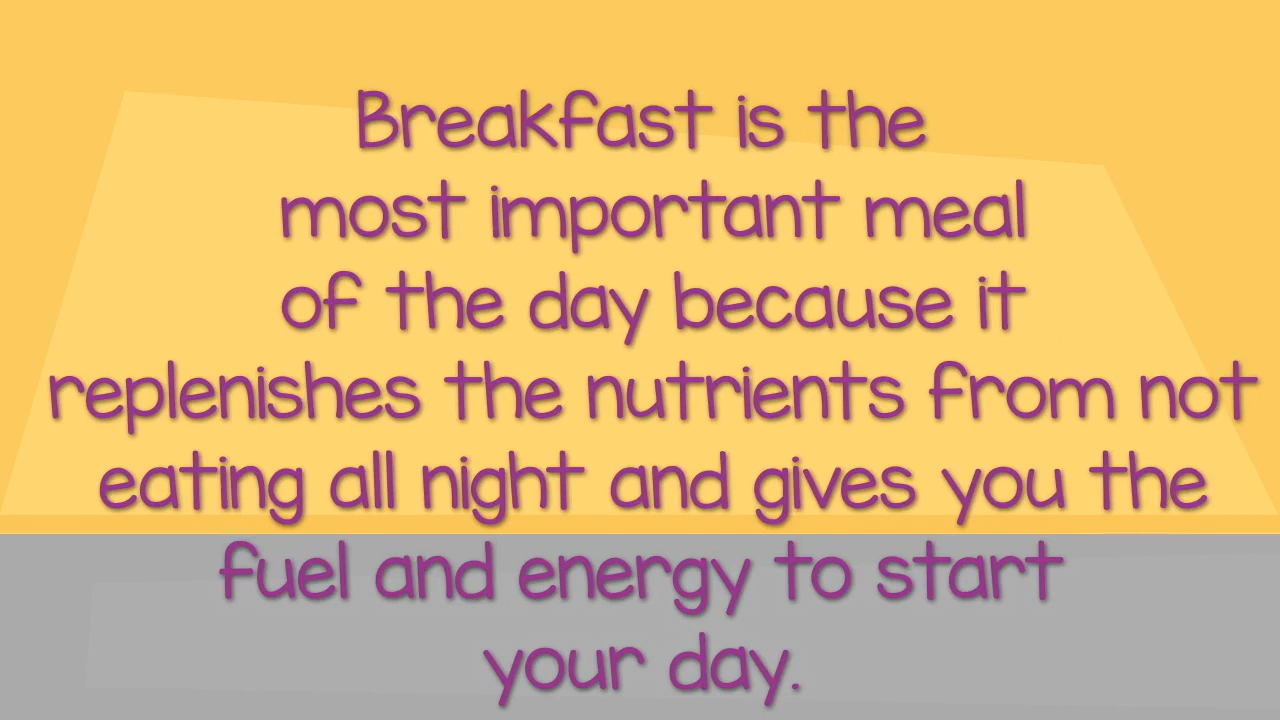 Breakfast is the
most important meal
of the day because it
replenishes the nutrients from not
eating all night and gives you the
fuel and energy to start
your day.